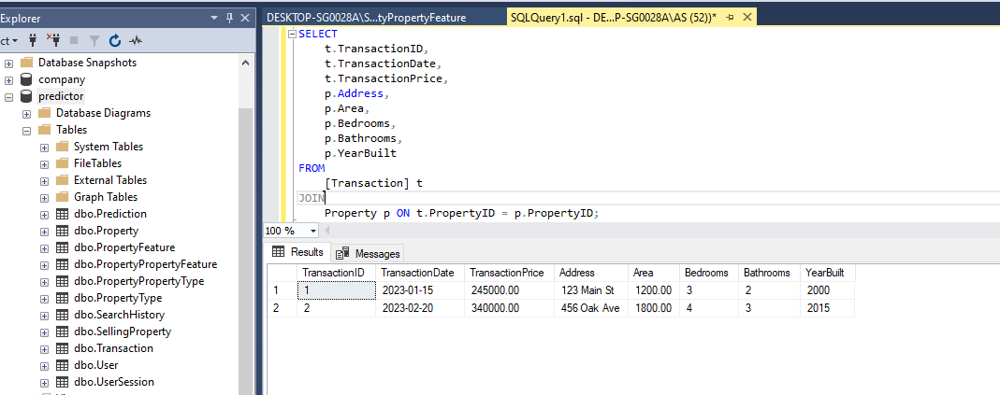 DESKTOP-SG0028A\S...tyPropertyFeature
SQLQuery1.sql - DE...P-SG0028A\AS (52))*
Explorer
ct
Database Snapshots
company
predictor
Database Diagrams
Tables
System Tables
FileTables
External Tables
Graph Tables
dbo.Prediction
dbo.Property
dbo.PropertyFeature
dbo.PropertyPropertyFeature
dbo.PropertyPropertyType
dbo.PropertyType
dbo.SearchHistory
dbo.SellingProperty
dbo.Transaction
dbo.User
dbo.UserSession
SELECT
t.TransactionID,
t.TransactionDate,
t.TransactionPrice,
p.Address,
p.Area,
p.Bedrooms,
p.Bathrooms,
p.YearBuilt
FROM
[Transaction] t
JOIN
Property p ON t.PropertyID = p.PropertyID;
100 %
Results Messages
TransactionID TransactionDate TransactionPrice Address Area Bedrooms Bathrooms YearBuilt
1 1 2023-01-15 245000.00 123 Main St 1200.00 3 2 2000
2 2 2023-02-20 340000.00 456 Oak Ave 1800.00 4 3 2015